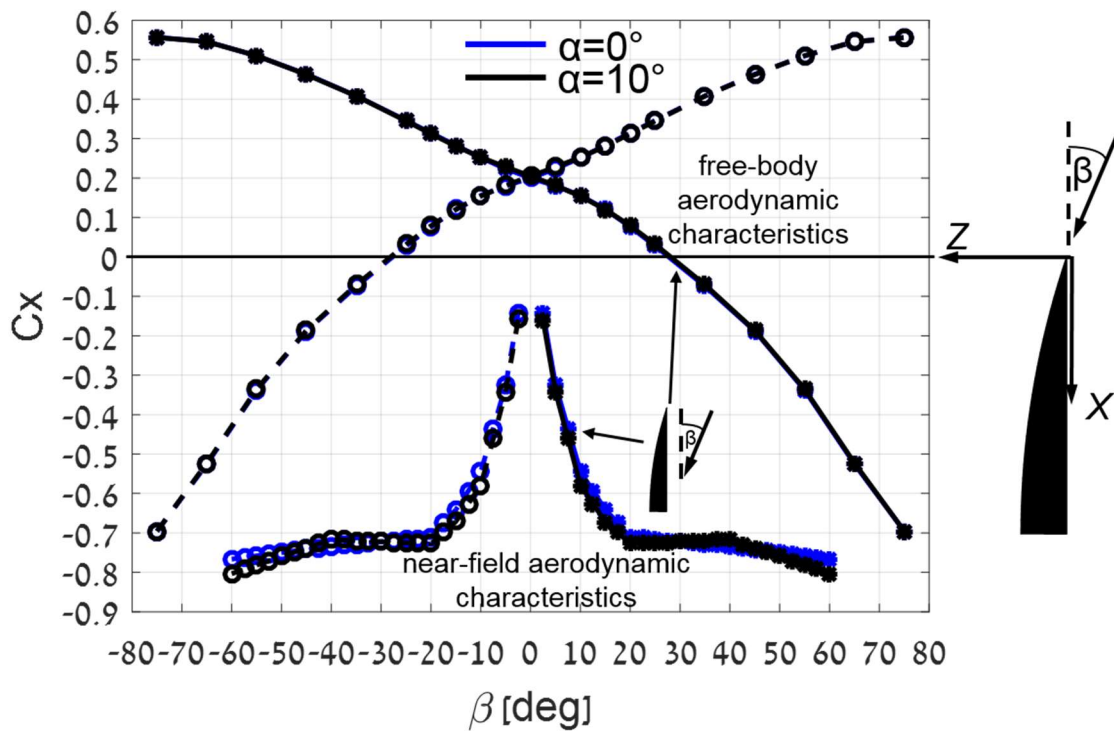 0.6
0.5
0.4
0.3
0.2
0.1
0
-0.1
-0.2
-0.3
-0.4
-0.5
-0.6
-0.7
-0.8
-0.9
Cx
α=0°
α=10°
free-body
aerodynamic
characteristics
β
near-field aerodynamic
characteristics
-80 -70 -60 -50 -40 -30 -20 -10 0 10 20 30 40 50 60 70 80
β [deg]
β
Z
X